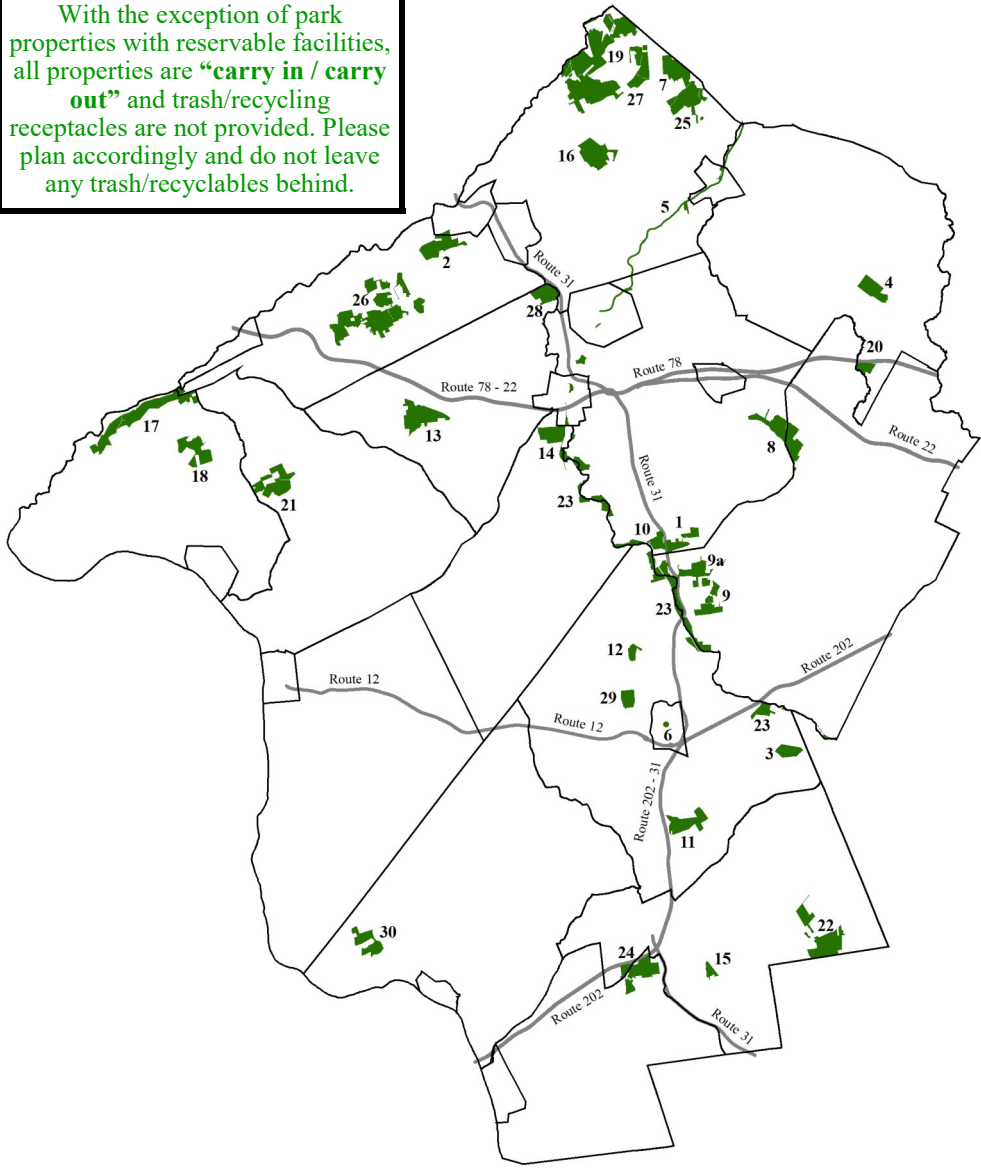 With the exception of park
properties with reservable facilities,
all properties are “carry in / carry
out” and trash/recycling
receptacles are not provided. Please
plan accordingly and do not leave
any trash/recyclables behind.
19
27
7
25
16
5
2
Route 31
26
28
4
20
Route 78
Route 78 - 22
17
13
14
8
Route 22
18
21
23
Route 31
10
1
9a
9
23
12
Route 202
Route 12
29
Route 12
6
23
3
Route 202 - 31
11
30
22
24
15
Route 202
Route 31